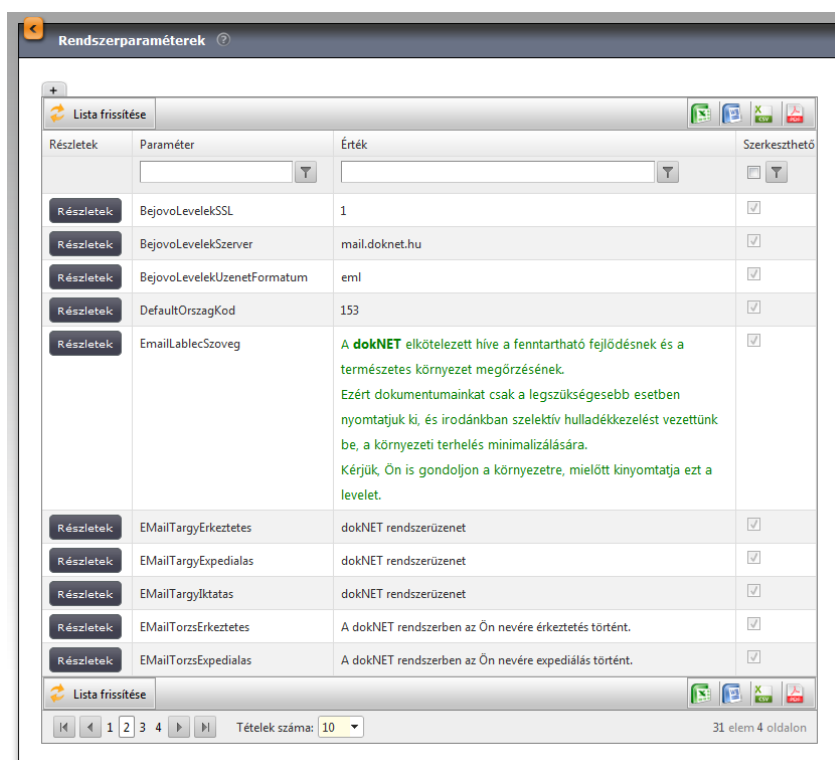 Rendszerparaméterek ?
+
Lista frissítése CSV PDF
Részletek Paraméter Érték Szerkeszthető
Részletek BejovoLevelekSSL 1
Részletek BejovoLevelekSzerver mail.doknet.hu
Részletek BejovoLevelekUzenetFormatum eml
Részletek DefaultOrszagKod 153
Részletek EmailLablecSzoveg A dokNET elkötelezett híve a fenntartható fejlődésnek és a
természetes környezet megőrzésének.
Ezért dokumentumainkat csak a legszükségesebb esetben
nyomtatjuk ki, és irodánkban szelektív hulladékkezelést vezettünk
be, a környezeti terhelés minimalizálására.
Kérjük, Ön is gondoljon a környezetre, mielőtt kinyomtatja ezt a
levelet.
Részletek EMailTargyErkeztetes dokNET rendszerüzenet
Részletek EMailTargyExpedialas dokNET rendszerüzenet
Részletek EMailTargyIktatas dokNET rendszerüzenet
Részletek EMailTorzsErkeztetes A dokNET rendszerben az Ön nevére érkeztetés történt.
Részletek EMailTorzsExpedialas A dokNET rendszerben az Ön nevére expediálás történt.
Lista frissítése CSV PDF
1 2 3 4 Tételek száma: 10 31 elem 4 oldalon